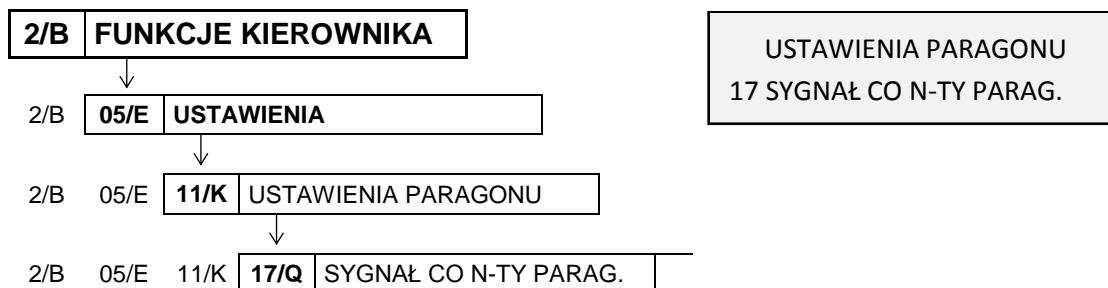 2/B FUNKCJE KIEROWNIKA
2/B 05/E USTAWIENIA
2/B 05/E 11/K USTAWIENIA PARAGONU
2/B 05/E 11/K 17/Q SYGNAŁ CO N-TY PARAG.
USTAWIENIA PARAGONU
17 SYGNAŁ CO N-TY PARAG.